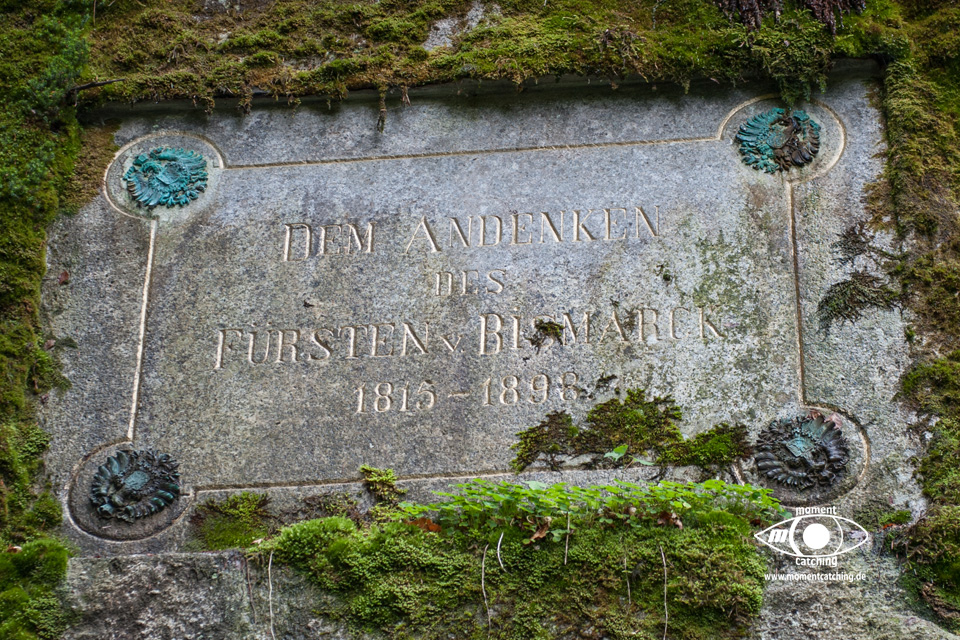 DEM ANDENKEN
DES
FÜRSTEN v BISMARCK
1815 – 1898
moment
catching
www.momentcatching.de